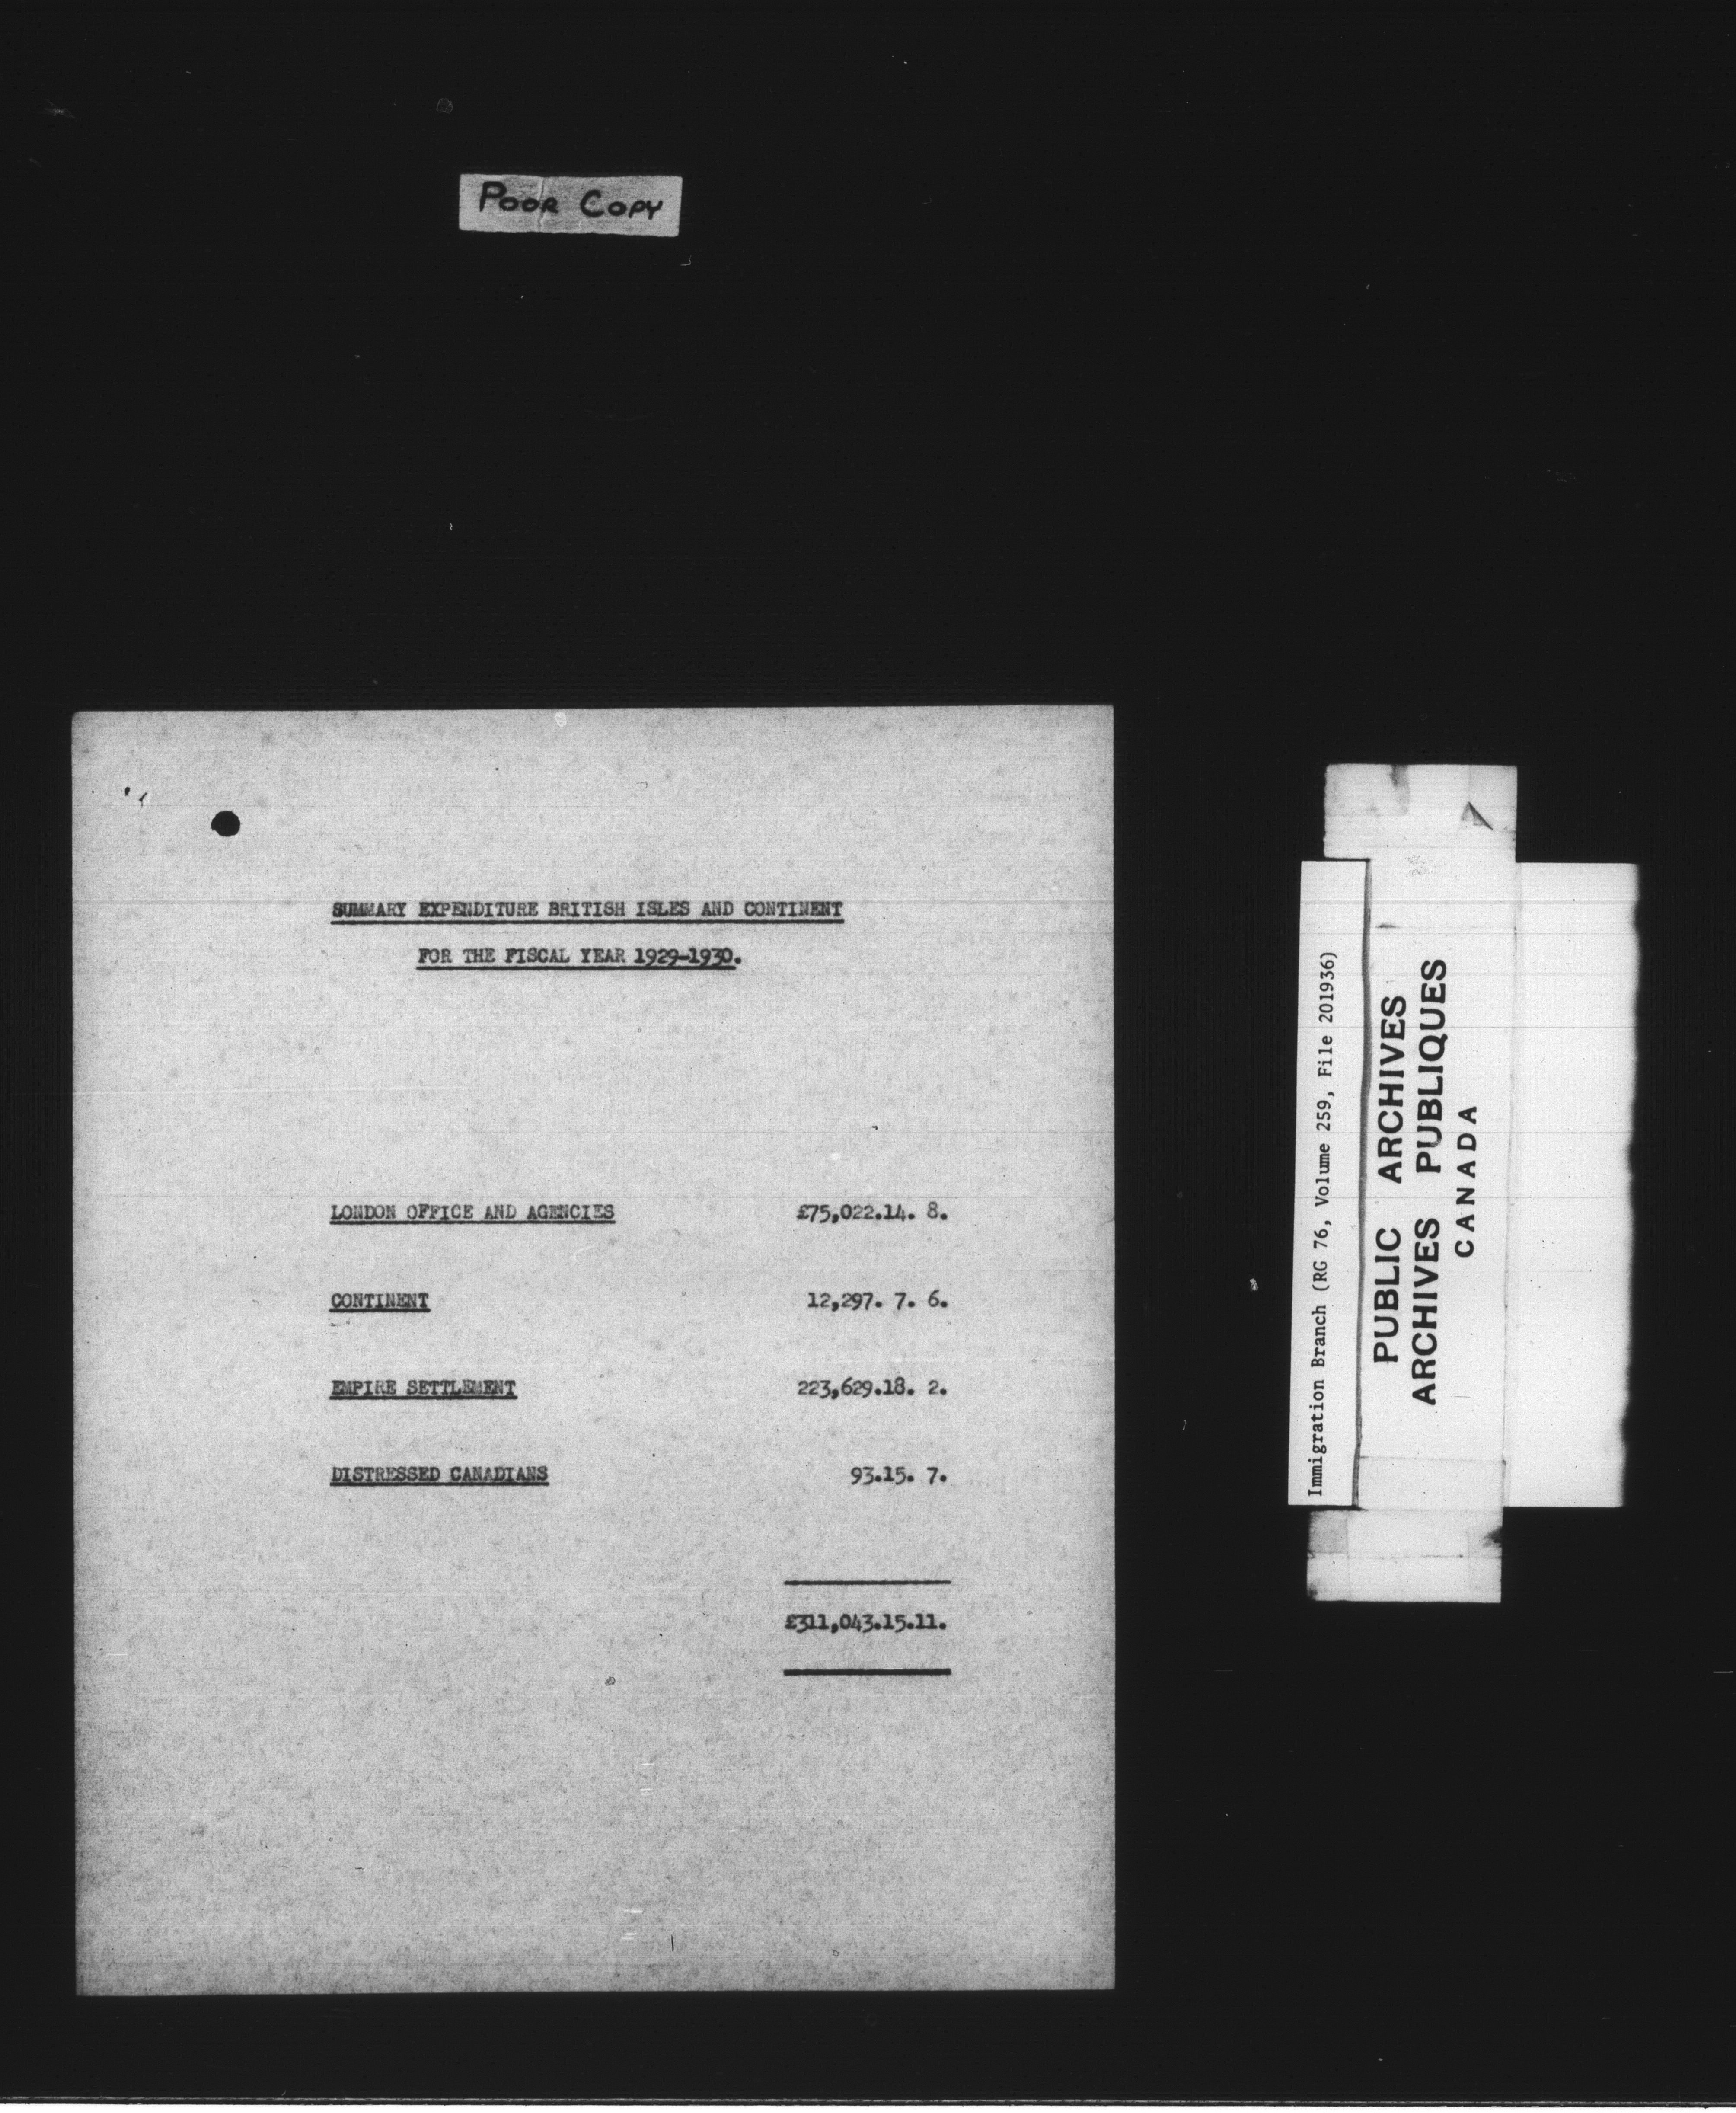 POOR COPY
SUMMARY EXPENDITURE BRITISH ISLES AND CONTINENT
FOR THE FISCAL YEAR 1929-1930.
LONDON OFFICE AND AGENCIES £75,022.14. 8.
CONTINENT 12,297. 7. 6.
EMPIRE SETTLEMENT 223,629.18. 2.
DISTRESSED CANADIANS 93.15. 7.
£311,043.15.11.
Immigration Branch (RG 76, Volume 259, File 201936)
PUBLIC ARCHIVES
ARCHIVES PUBLIQUES
CANADA